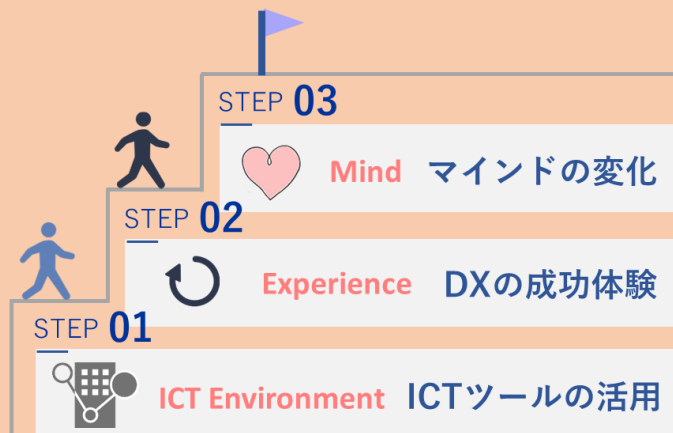 STEP 03
Mind マインドの変化
STEP 02
Experience DXの成功体験
STEP 01
ICT Environment ICTツールの活用